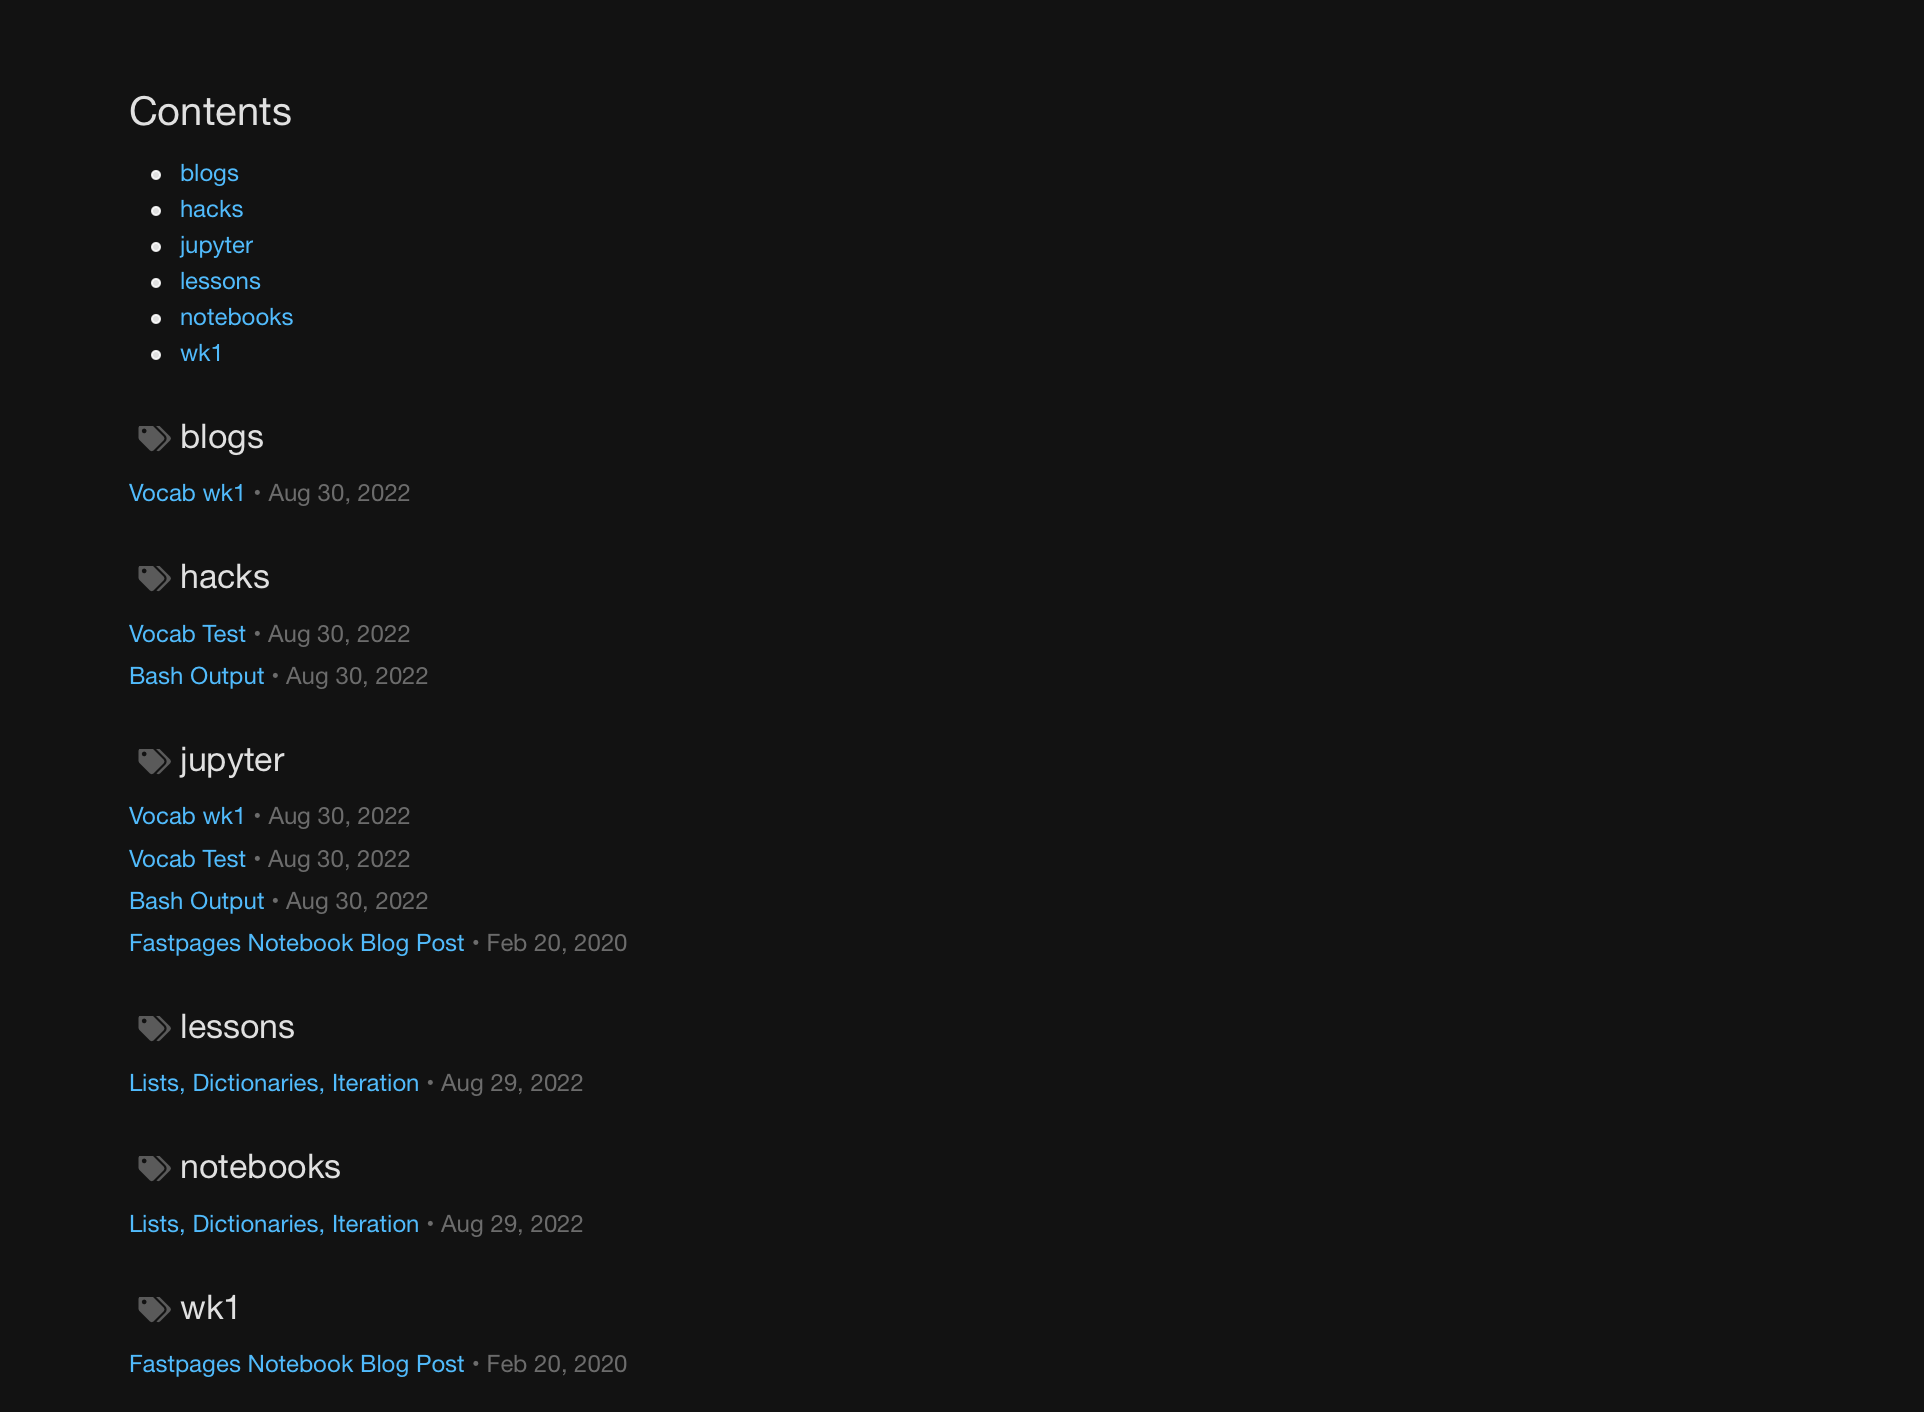 Contents
blogs
hacks
jupyter
lessons
notebooks
wk1
blogs
Vocab wk1 • Aug 30, 2022
hacks
Vocab Test • Aug 30, 2022
Bash Output • Aug 30, 2022
jupyter
Vocab wk1 • Aug 30, 2022
Vocab Test • Aug 30, 2022
Bash Output • Aug 30, 2022
Fastpages Notebook Blog Post • Feb 20, 2020
lessons
Lists, Dictionaries, Iteration • Aug 29, 2022
notebooks
Lists, Dictionaries, Iteration • Aug 29, 2022
wk1
Fastpages Notebook Blog Post • Feb 20, 2020